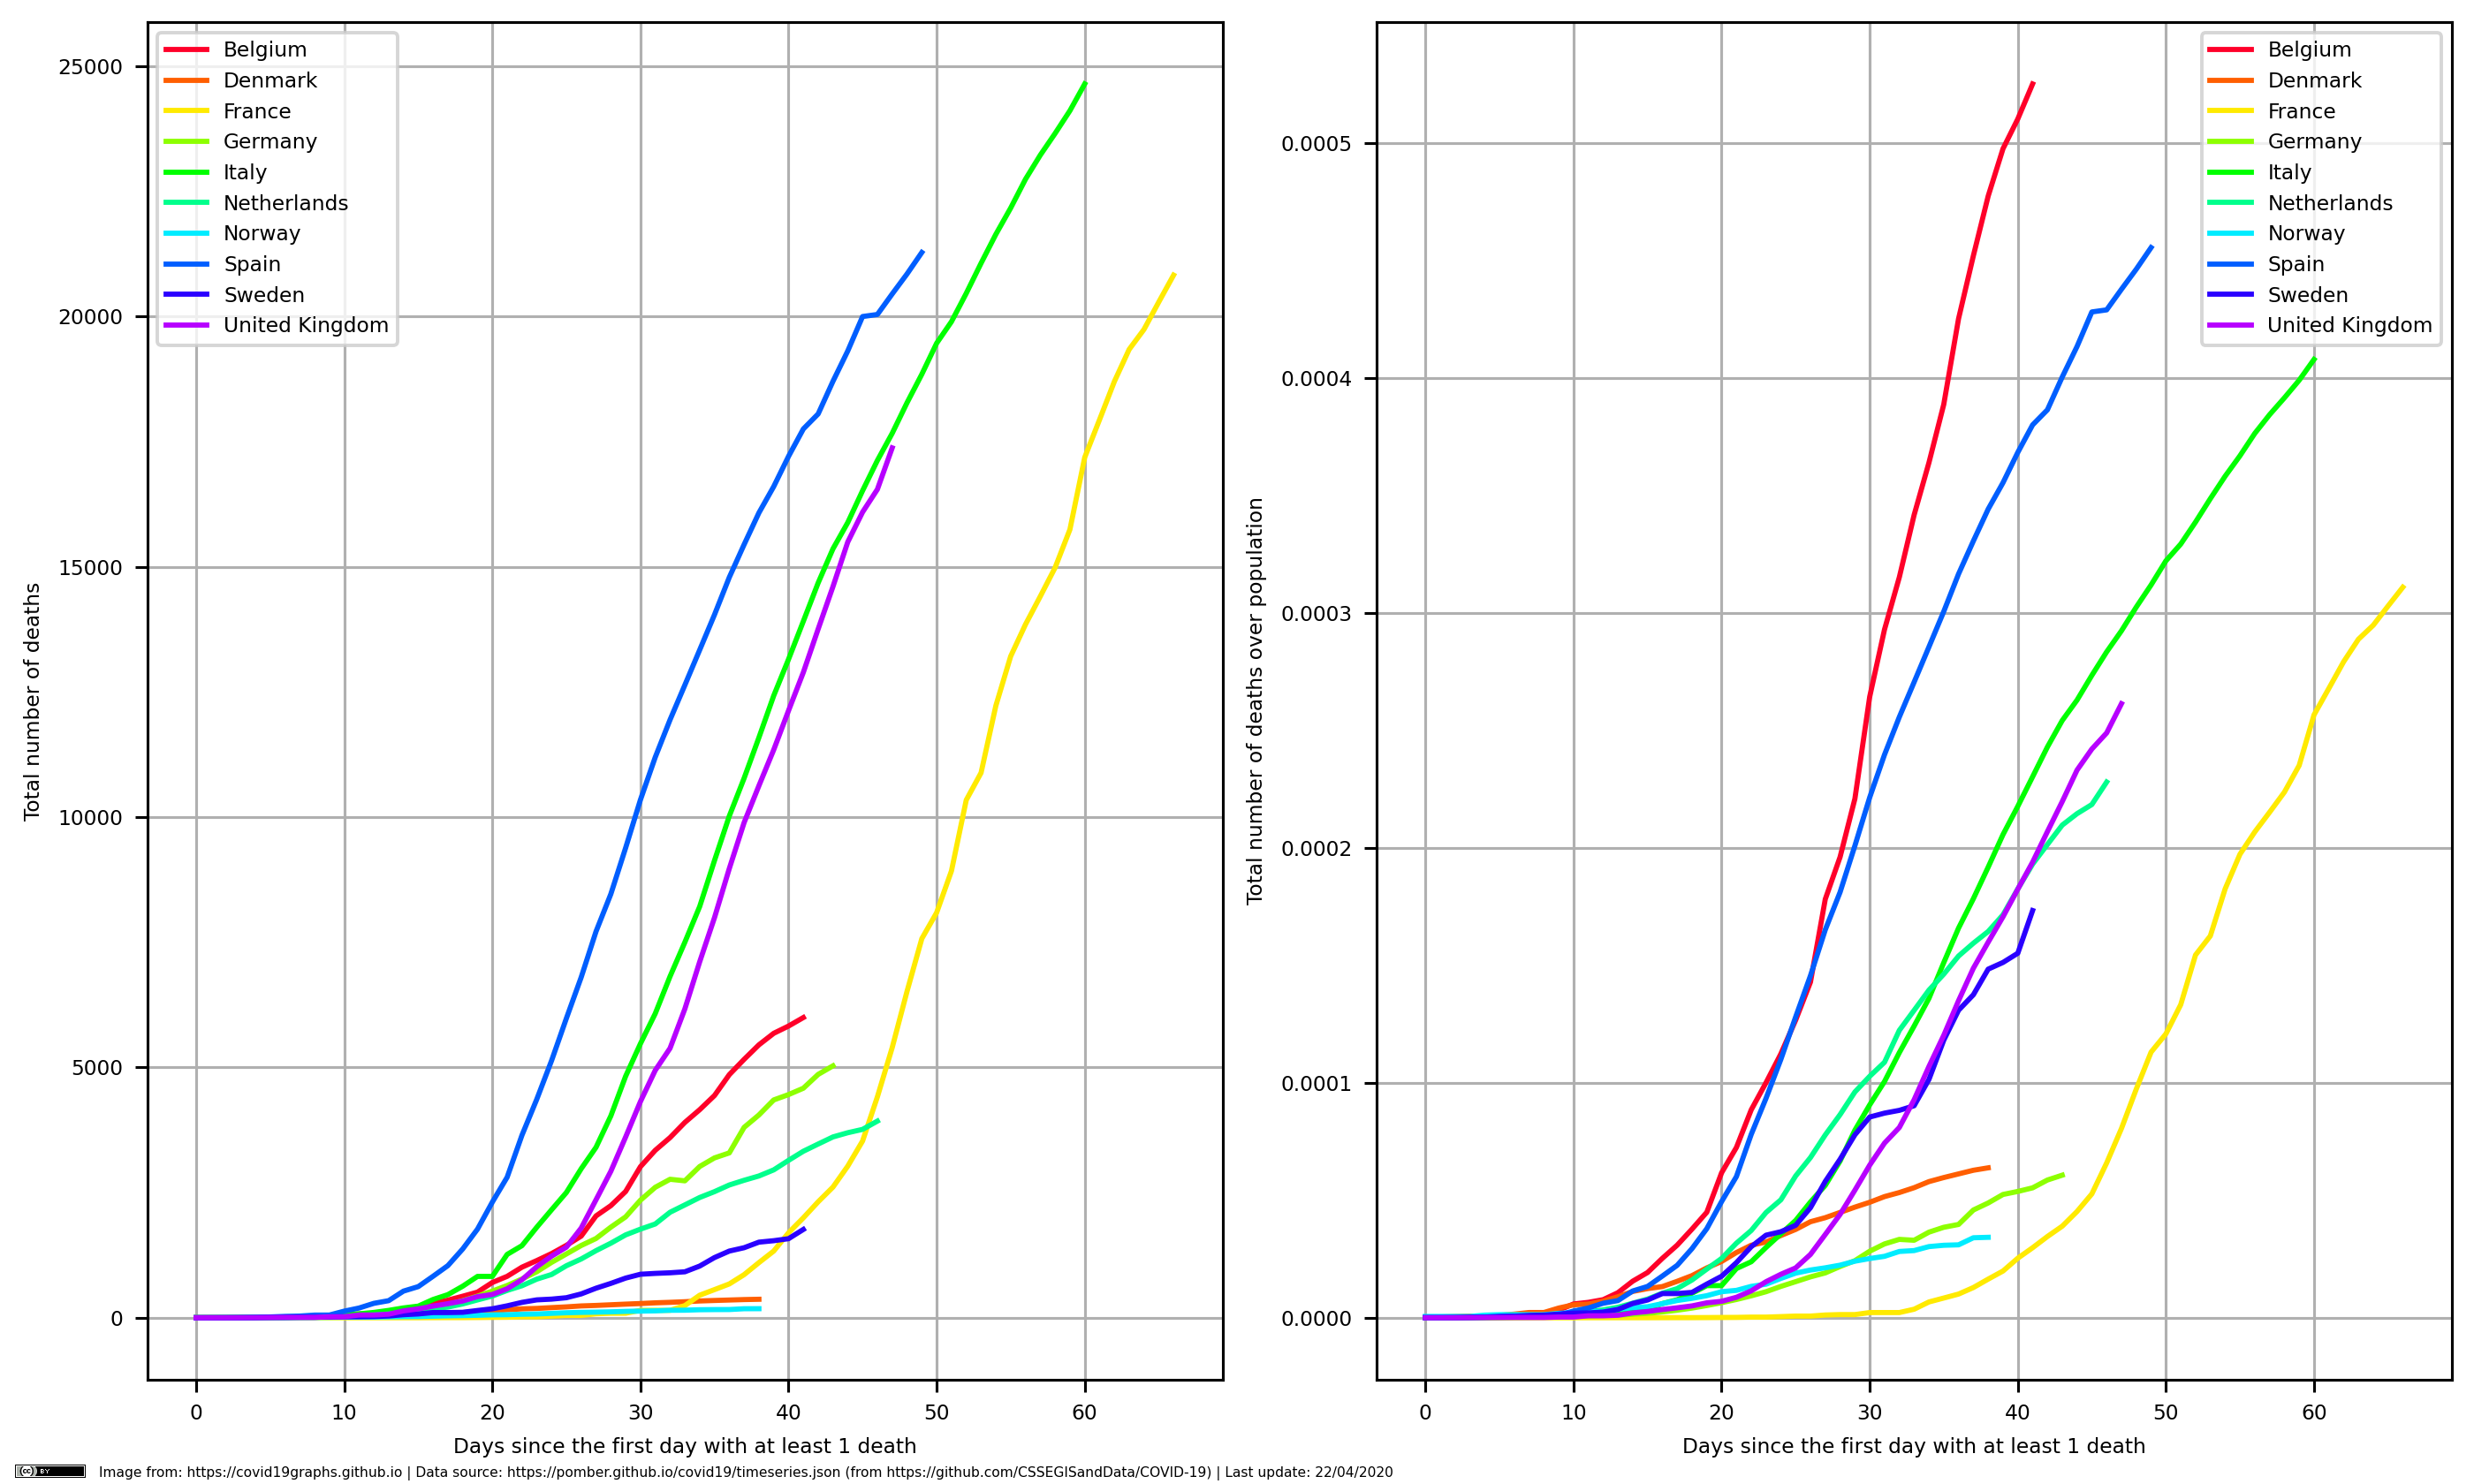 Belgium
Denmark
France
Germany
Italy
Netherlands
Norway
Spain
Sweden
United Kingdom
25000
20000
15000
10000
5000
0
Total number of deaths
0 10 20 30 40 50 60
Days since the first day with at least 1 death
Belgium
Denmark
France
Germany
Italy
Netherlands
Norway
Spain
Sweden
United Kingdom
0.0005
0.0004
0.0003
0.0002
0.0001
0.0000
Total number of deaths over population
0 10 20 30 40 50 60
Days since the first day with at least 1 death
cc BY
Image from: https://covid19graphs.github.io | Data source: https://pomber.github.io/covid19/timeseries.json (from https://github.com/CSSEGISandData/COVID-19) | Last update: 22/04/2020